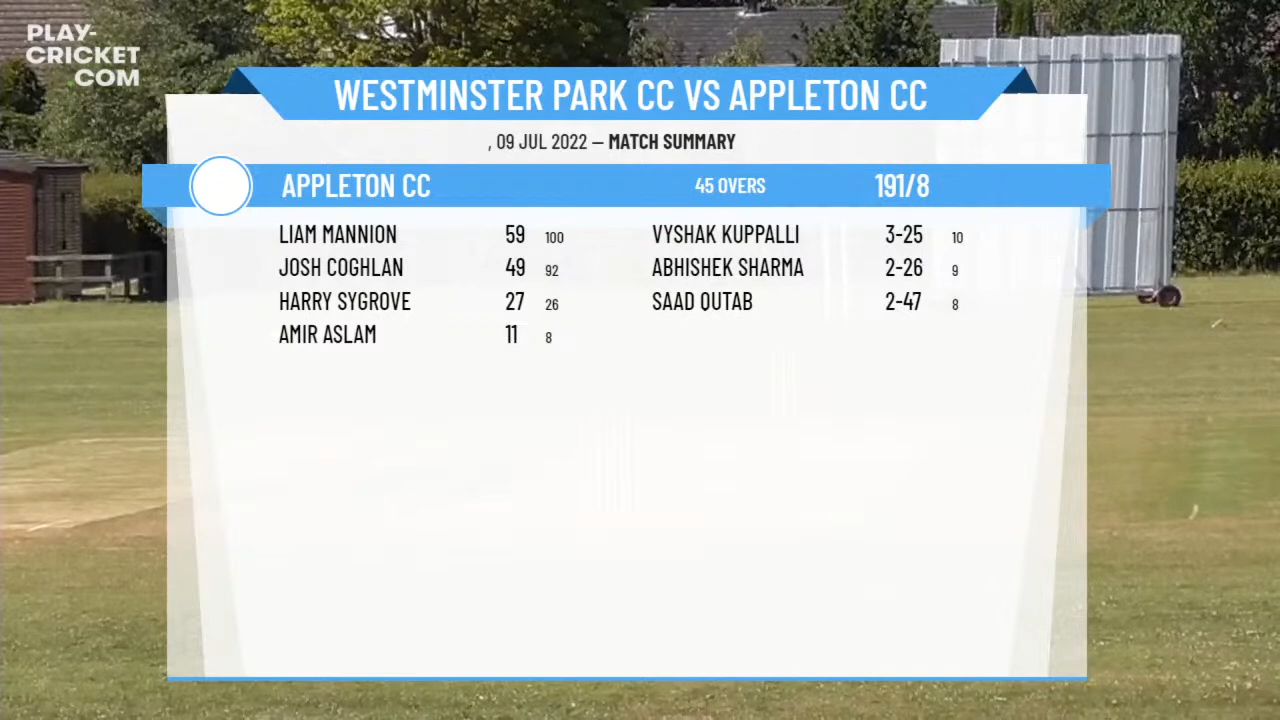 PLAY-
CRICKET
COM
WESTMINSTER PARK CC VS APPLETON CC
, 09 JUL 2022 – MATCH SUMMARY
APPLETON CC 45 OVERS 191/8
LIAM MANNION 59 100 VYSHAK KUPPALLI 3-25 10
JOSH COGHLAN 49 92 ABHISHEK SHARMA 2-26 9
HARRY SYGROVE 27 26 SAAD QUTAB 2-47 8
AMIR ASLAM 11 8